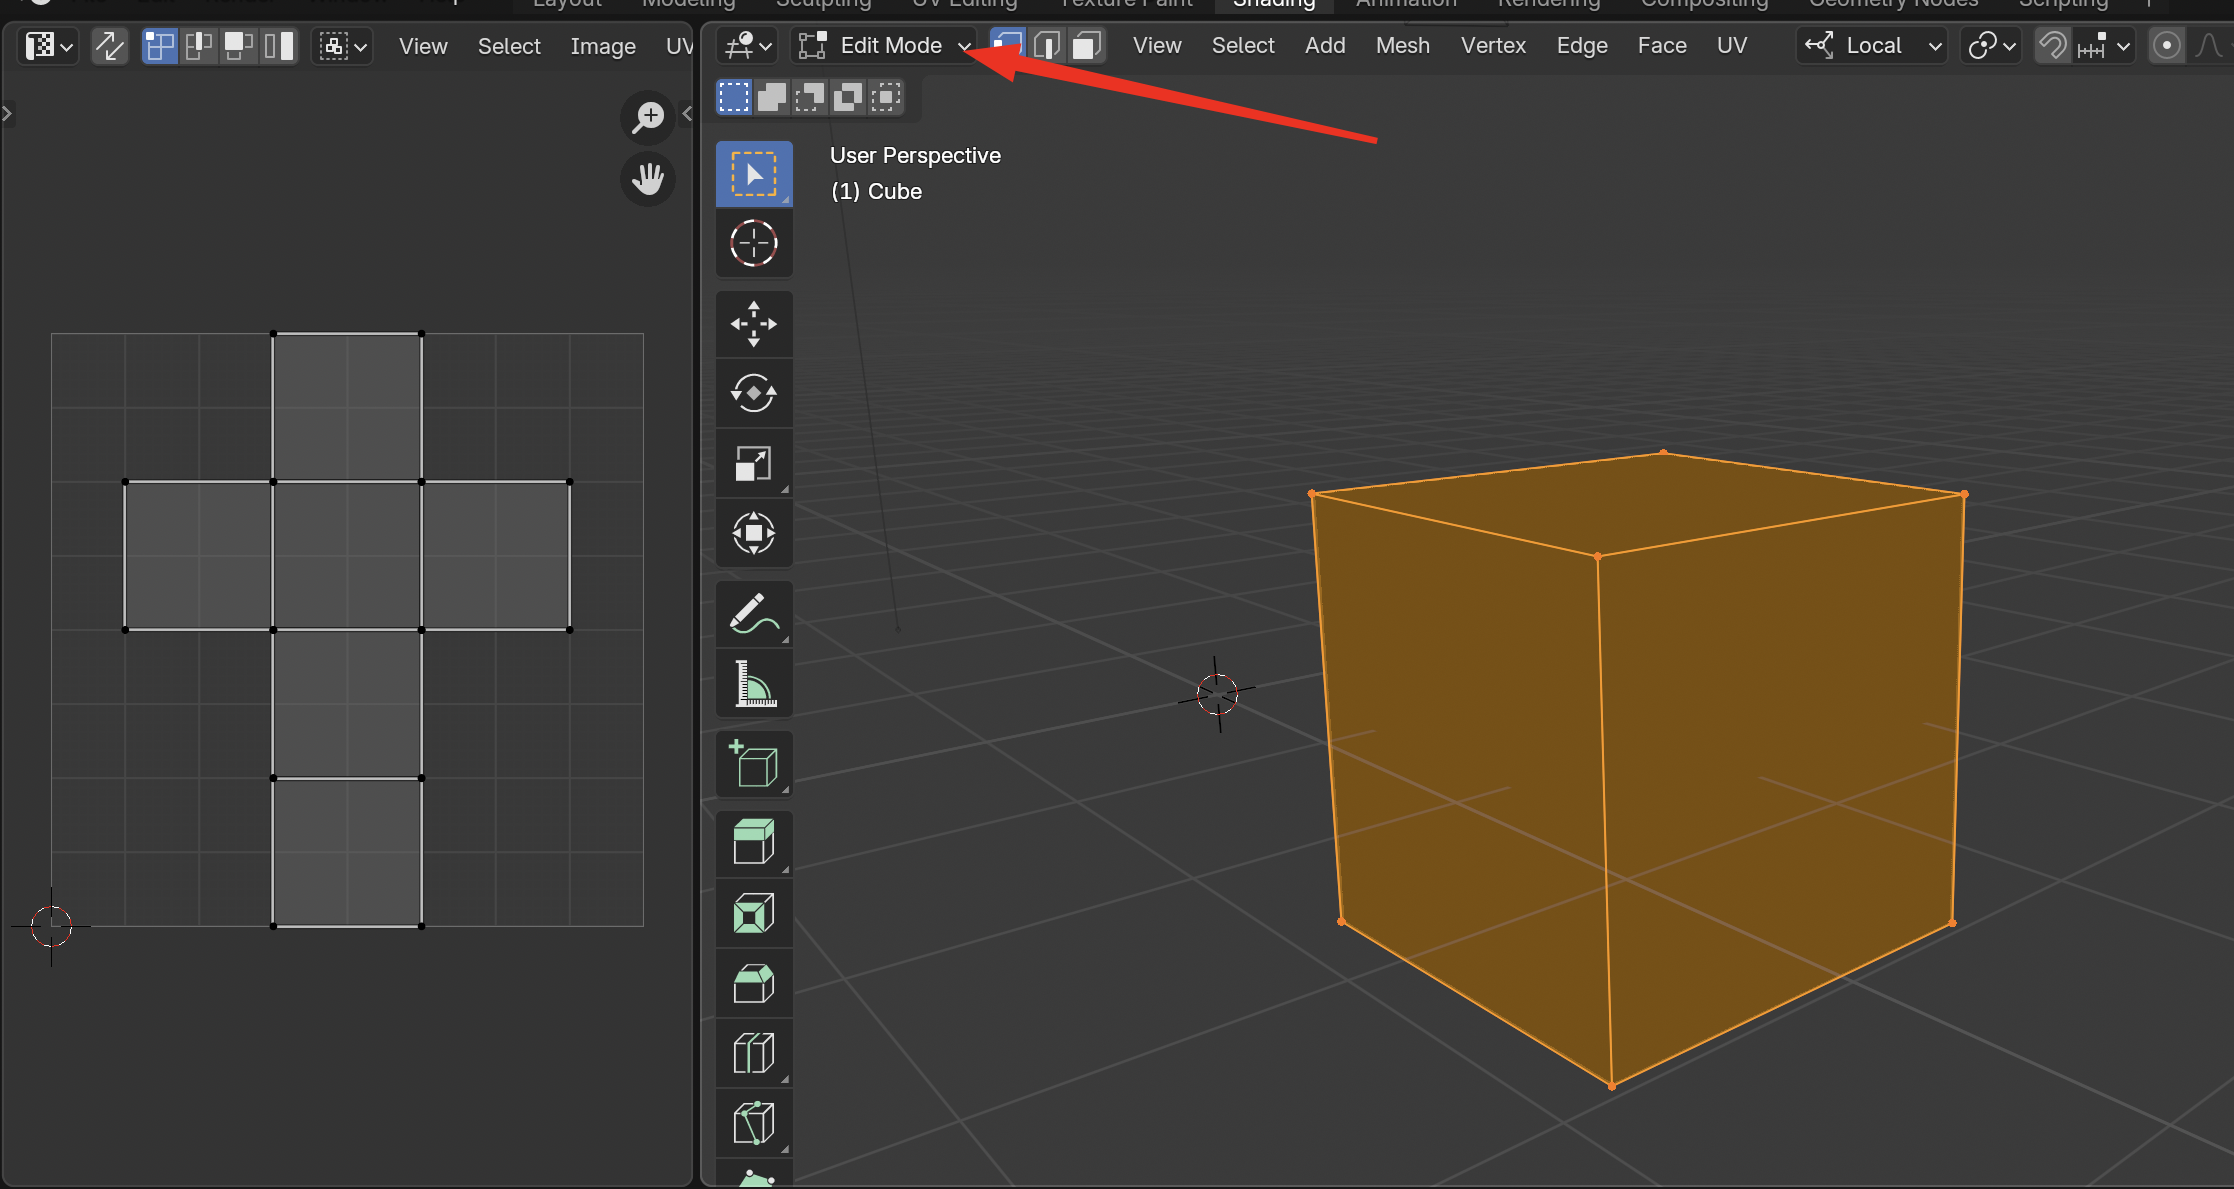 Layout Modeling Sculpting UV Editing Texture Paint Shading Animation Rendering Compositing Geometry Nodes Scripting +
View Select Image UV
Edit Mode View Select Add Mesh Vertex Edge Face UV Local
User Perspective
(1) Cube